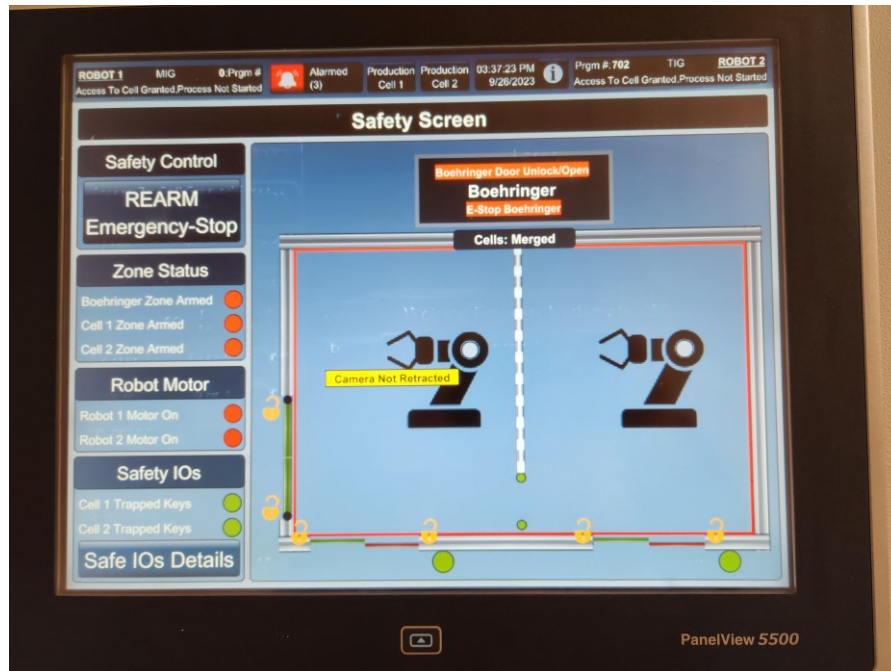 ROBOT 1 MIG 0:Prgm #
Access To Cell Granted,Process Not Started
Alarmed
(3)
Production
Cell 1
Production
Cell 2
03:37:23 PM
9/26/2023
Prgm #:702 TIG ROBOT 2
Access To Cell Granted,Process Not Started
Safety Screen
Safety Control
REARM
Emergency-Stop
Zone Status
Boehringer Zone Armed
Cell 1 Zone Armed
Cell 2 Zone Armed
Robot Motor
Robot 1 Motor On
Robot 2 Motor On
Safety IOs
Cell 1 Trapped Keys
Cell 2 Trapped Keys
Safe IOs Details
Boehringer Door Unlock/Open
Boehringer
E-Stop Boehringer
Cells: Merged
Camera Not Retracted
PanelView 5500